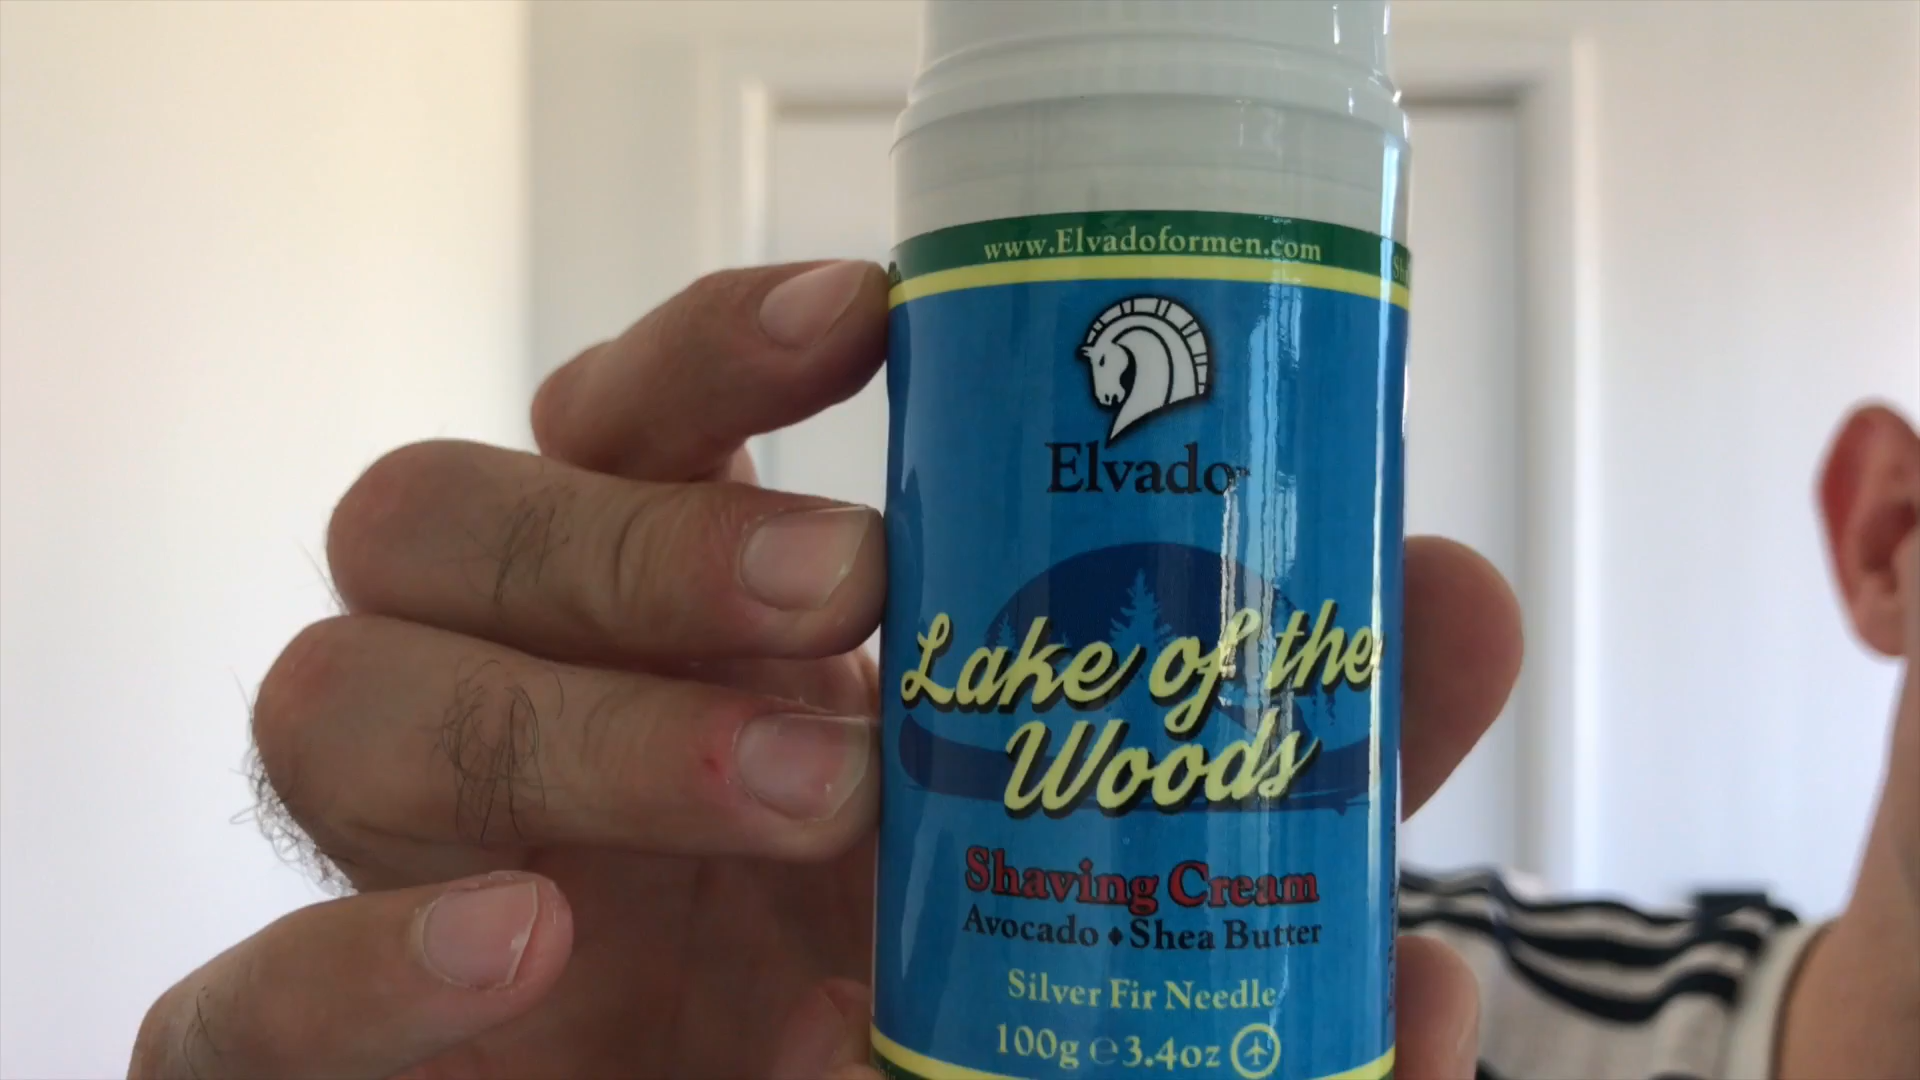 www.Elvadoformen.com
Elvado
Lake of the
Woods
Shaving Cream
Avocado ♦ Shea Butter
Silver Fir Needle
100g ℮ 3.4oz